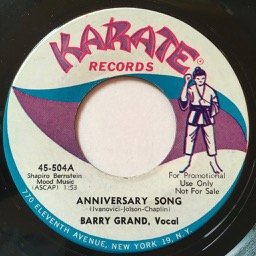 KARATE
RECORDS
45-504A
Shapiro Bernstein
Mood Music
(ASCAP) 1:53
For Promotional
Use Only
Not For Sale
ANNIVERSARY SONG
(Ivanovici-Jolson-Chaplin)
BARRY GRAND, Vocal
770 ELEVENTH AVENUE, NEW YORK 19, N.Y.